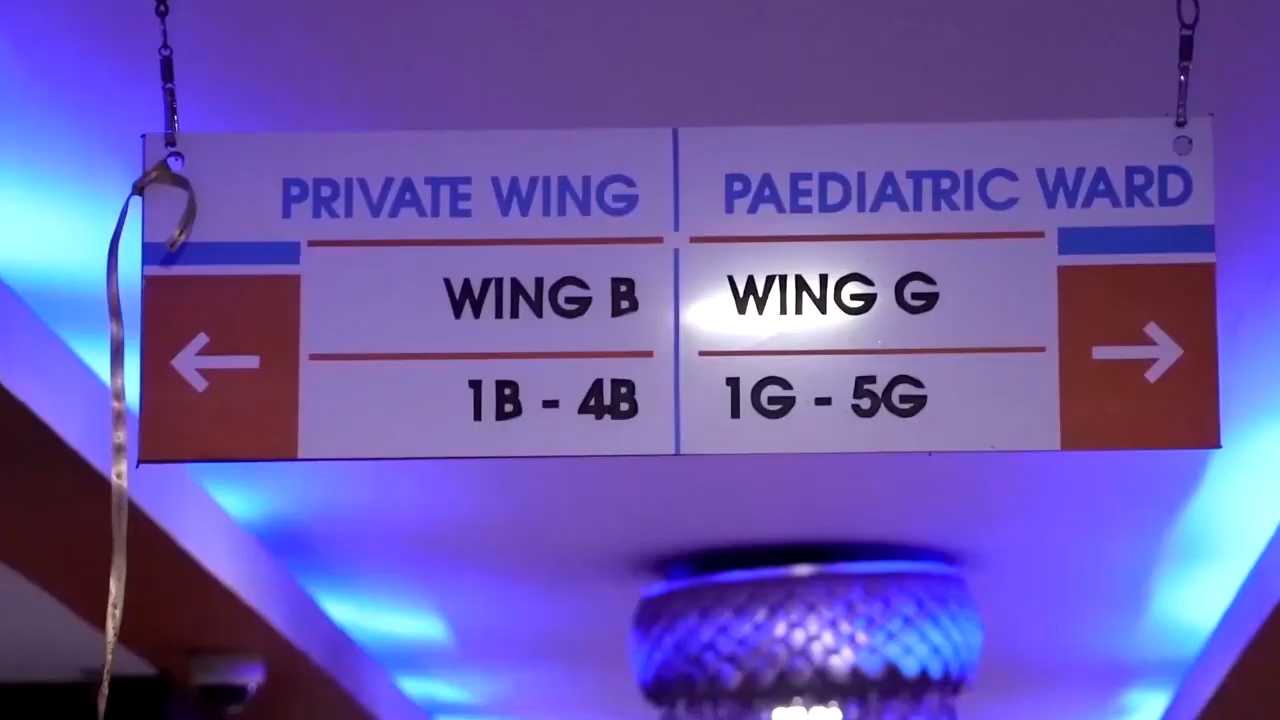 PRIVATE WING
WING B
1B - 4B
PAEDIATRIC WARD
WING G
1G - 5G